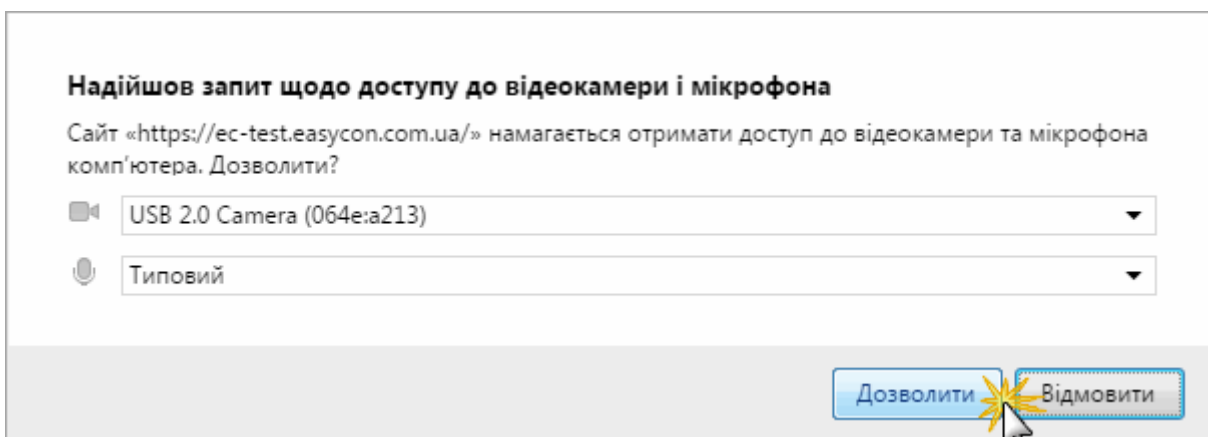 Надійшов запит щодо доступу до відеокамери і мікрофона
Сайт «https://ec-test.easycon.com.ua/» намагається отримати доступ до відеокамери та мікрофона
комп’ютера. Дозволити?
USB 2.0 Camera (064e:a213)
Типовий
Дозволити Відмовити